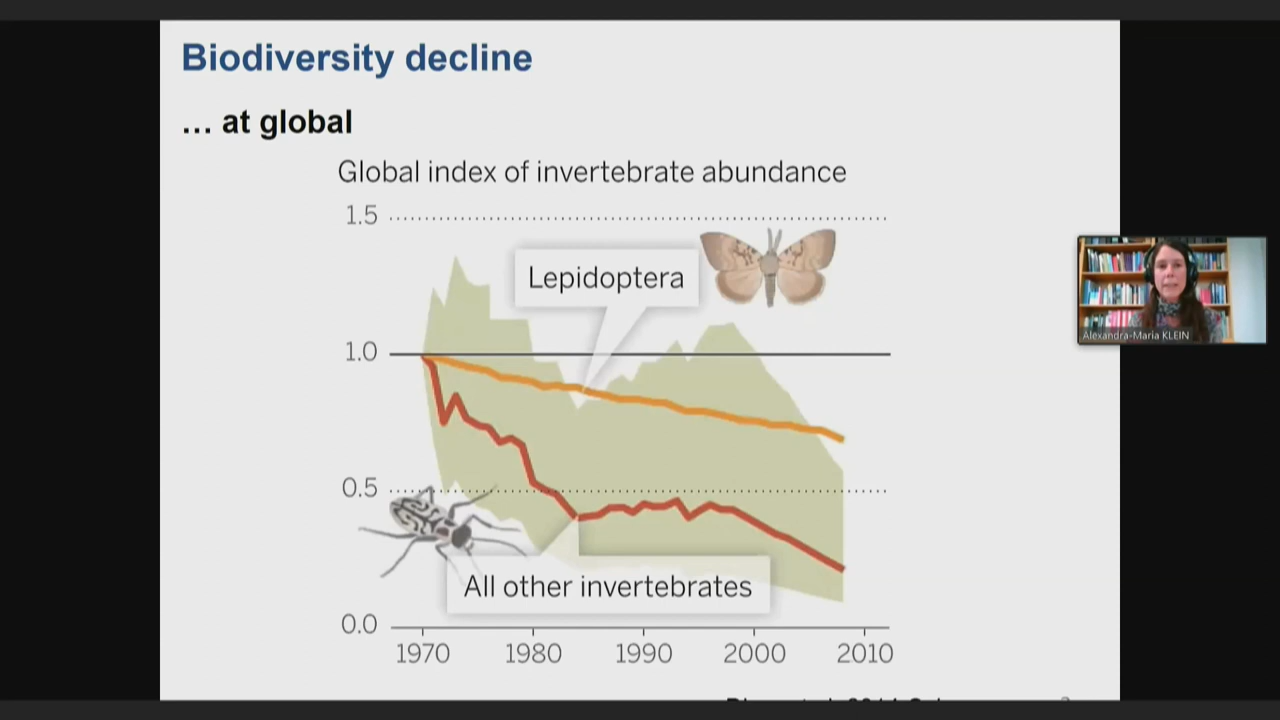 Biodiversity decline
… at global
Global index of invertebrate abundance
1.5
Lepidoptera
1.0
0.5
All other invertebrates
0.0
1970 1980 1990 2000 2010
Alexandra-Maria KLEIN